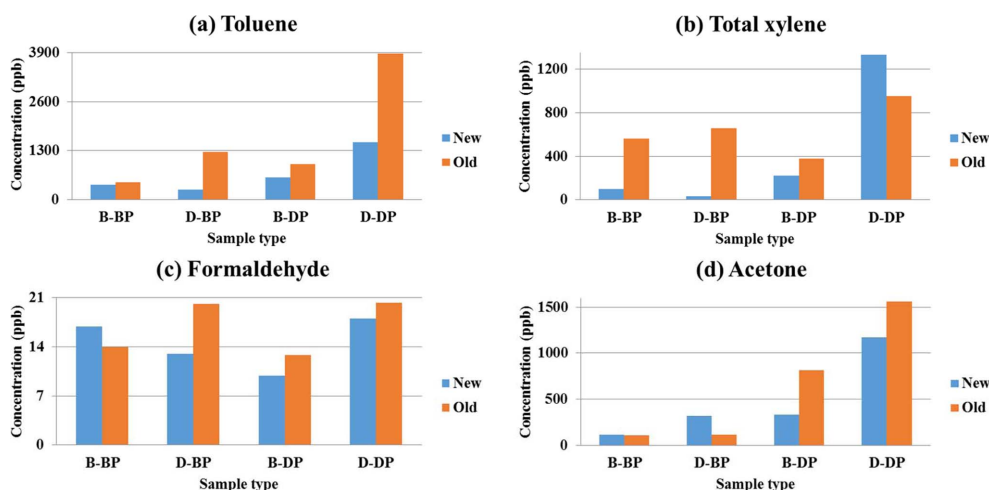 (a) Toluene
Concentration (ppb)
3900
2600
1300
0
B-BP D-BP B-DP D-DP
Sample type
New
Old
(b) Total xylene
Concentration (ppb)
1200
800
400
0
B-BP D-BP B-DP D-DP
Sample type
New
Old
(c) Formaldehyde
Concentration (ppb)
21
14
7
0
B-BP D-BP B-DP D-DP
Sample type
New
Old
(d) Acetone
Concentration (ppb)
1500
1000
500
0
B-BP D-BP B-DP D-DP
Sample type
New
Old